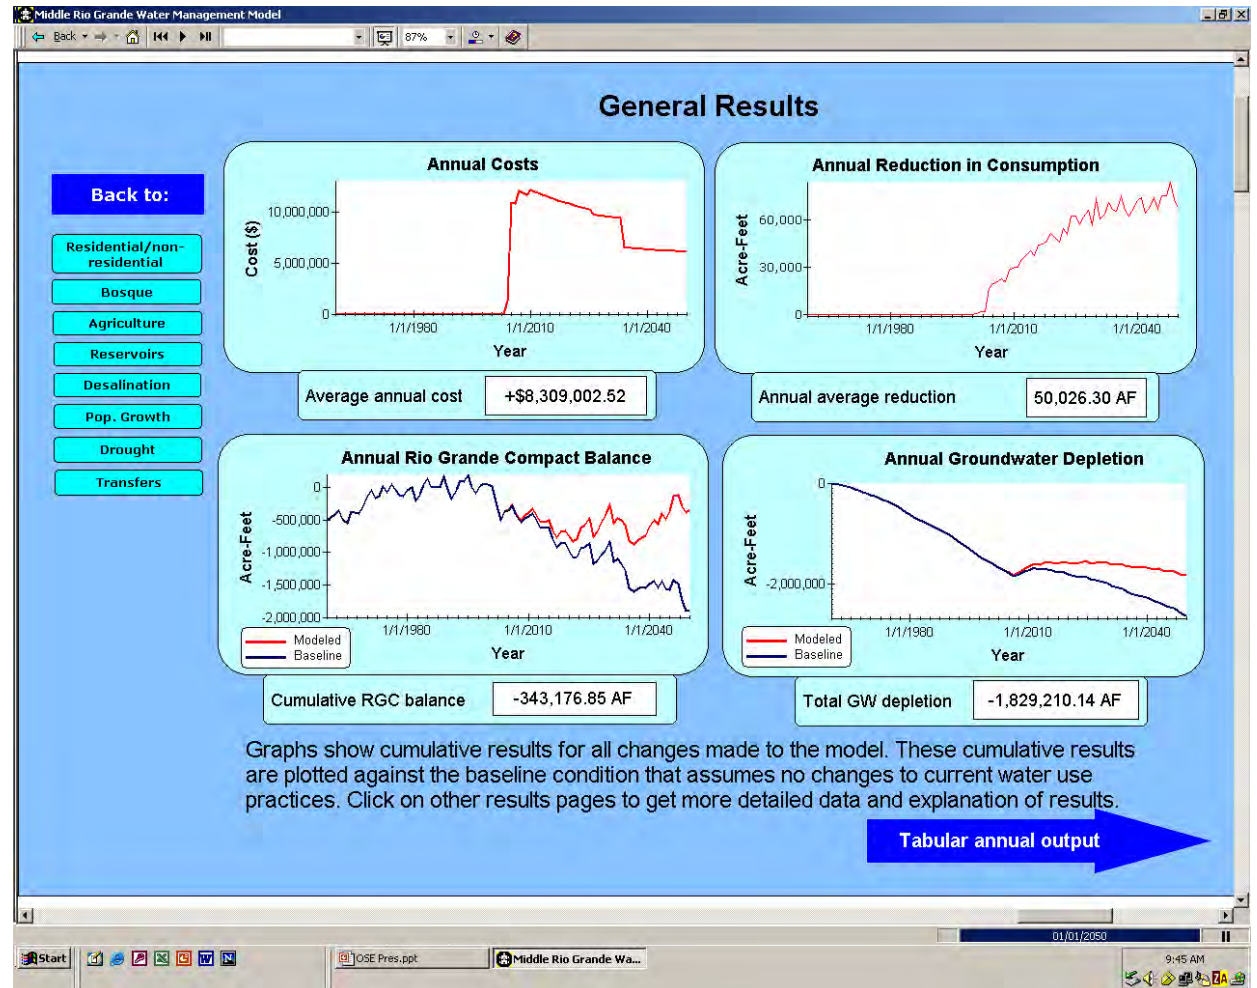 Middle Rio Grande Water Management Model
Back
87%
General Results
Back to:
Residential/non-
residential
Bosque
Agriculture
Reservoirs
Desalination
Pop. Growth
Drought
Transfers
Annual Costs
Cost ($)
10,000,000
5,000,000
0
1/1/1980 1/1/2010 1/1/2040
Year
Average annual cost +$8,309,002.52
Annual Reduction in Consumption
Acre-Feet
60,000
30,000
0
1/1/1980 1/1/2010 1/1/2040
Year
Annual average reduction 50,026.30 AF
Annual Rio Grande Compact Balance
Acre-Feet
0
-500,000
-1,000,000
-1,500,000
-2,000,000
1/1/1980 1/1/2010 1/1/2040
Modeled
Baseline
Year
Cumulative RGC balance -343,176.85 AF
Annual Groundwater Depletion
Acre-Feet
0
-2,000,000
1/1/1980 1/1/2010 1/1/2040
Modeled
Baseline
Year
Total GW depletion -1,829,210.14 AF
Graphs show cumulative results for all changes made to the model. These cumulative results
are plotted against the baseline condition that assumes no changes to current water use
practices. Click on other results pages to get more detailed data and explanation of results.
Tabular annual output
01/01/2050
Start
OSE Pres.ppt
Middle Rio Grande Wa...
9:45 AM